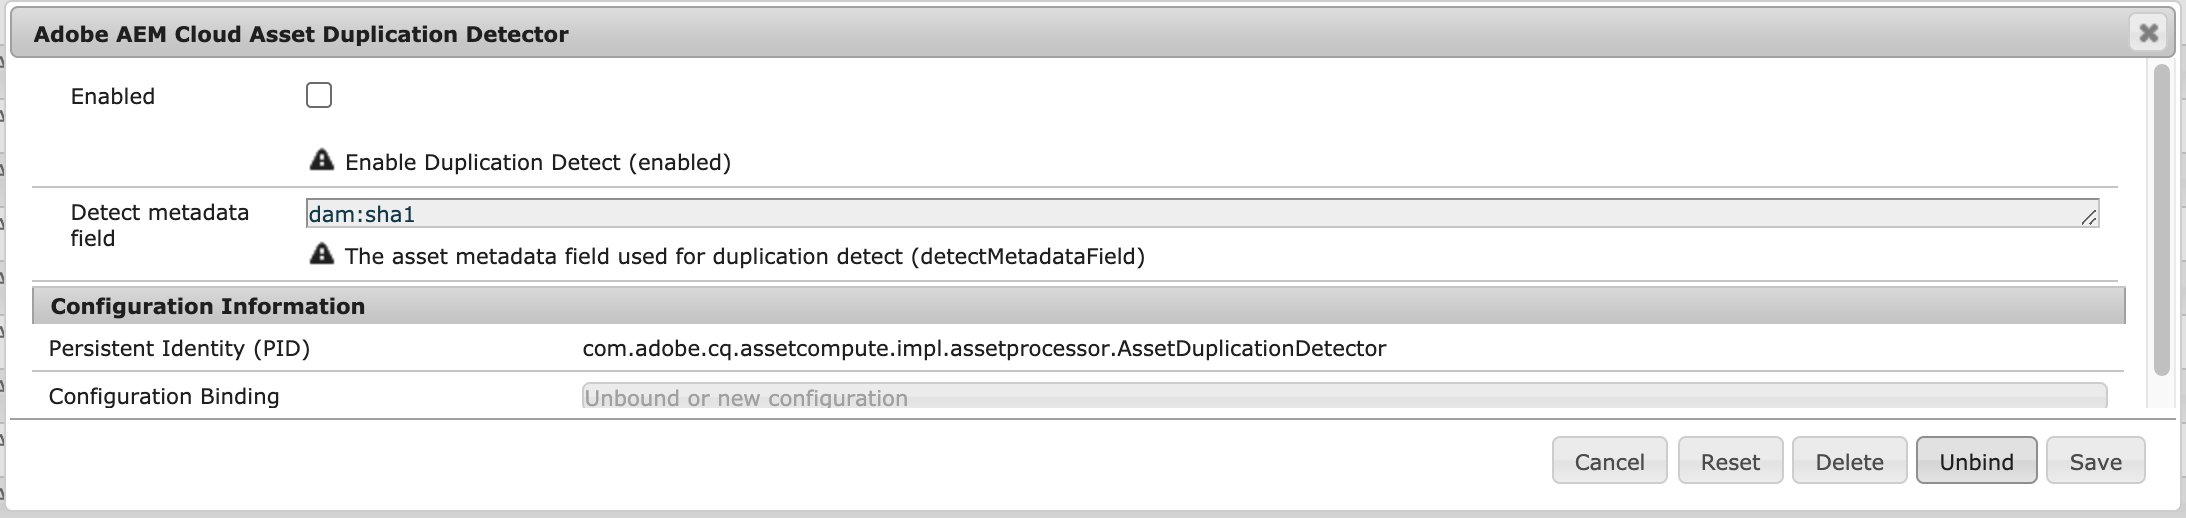 Adobe AEM Cloud Asset Duplication Detector
Enabled
Enable Duplication Detect (enabled)
Detect metadata
field
dam:sha1
The asset metadata field used for duplication detect (detectMetadataField)
Configuration Information
Persistent Identity (PID)
com.adobe.cq.assetcompute.impl.assetprocessor.AssetDuplicationDetector
Configuration Binding
Unbound or new configuration
Cancel
Reset
Delete
Unbind
Save